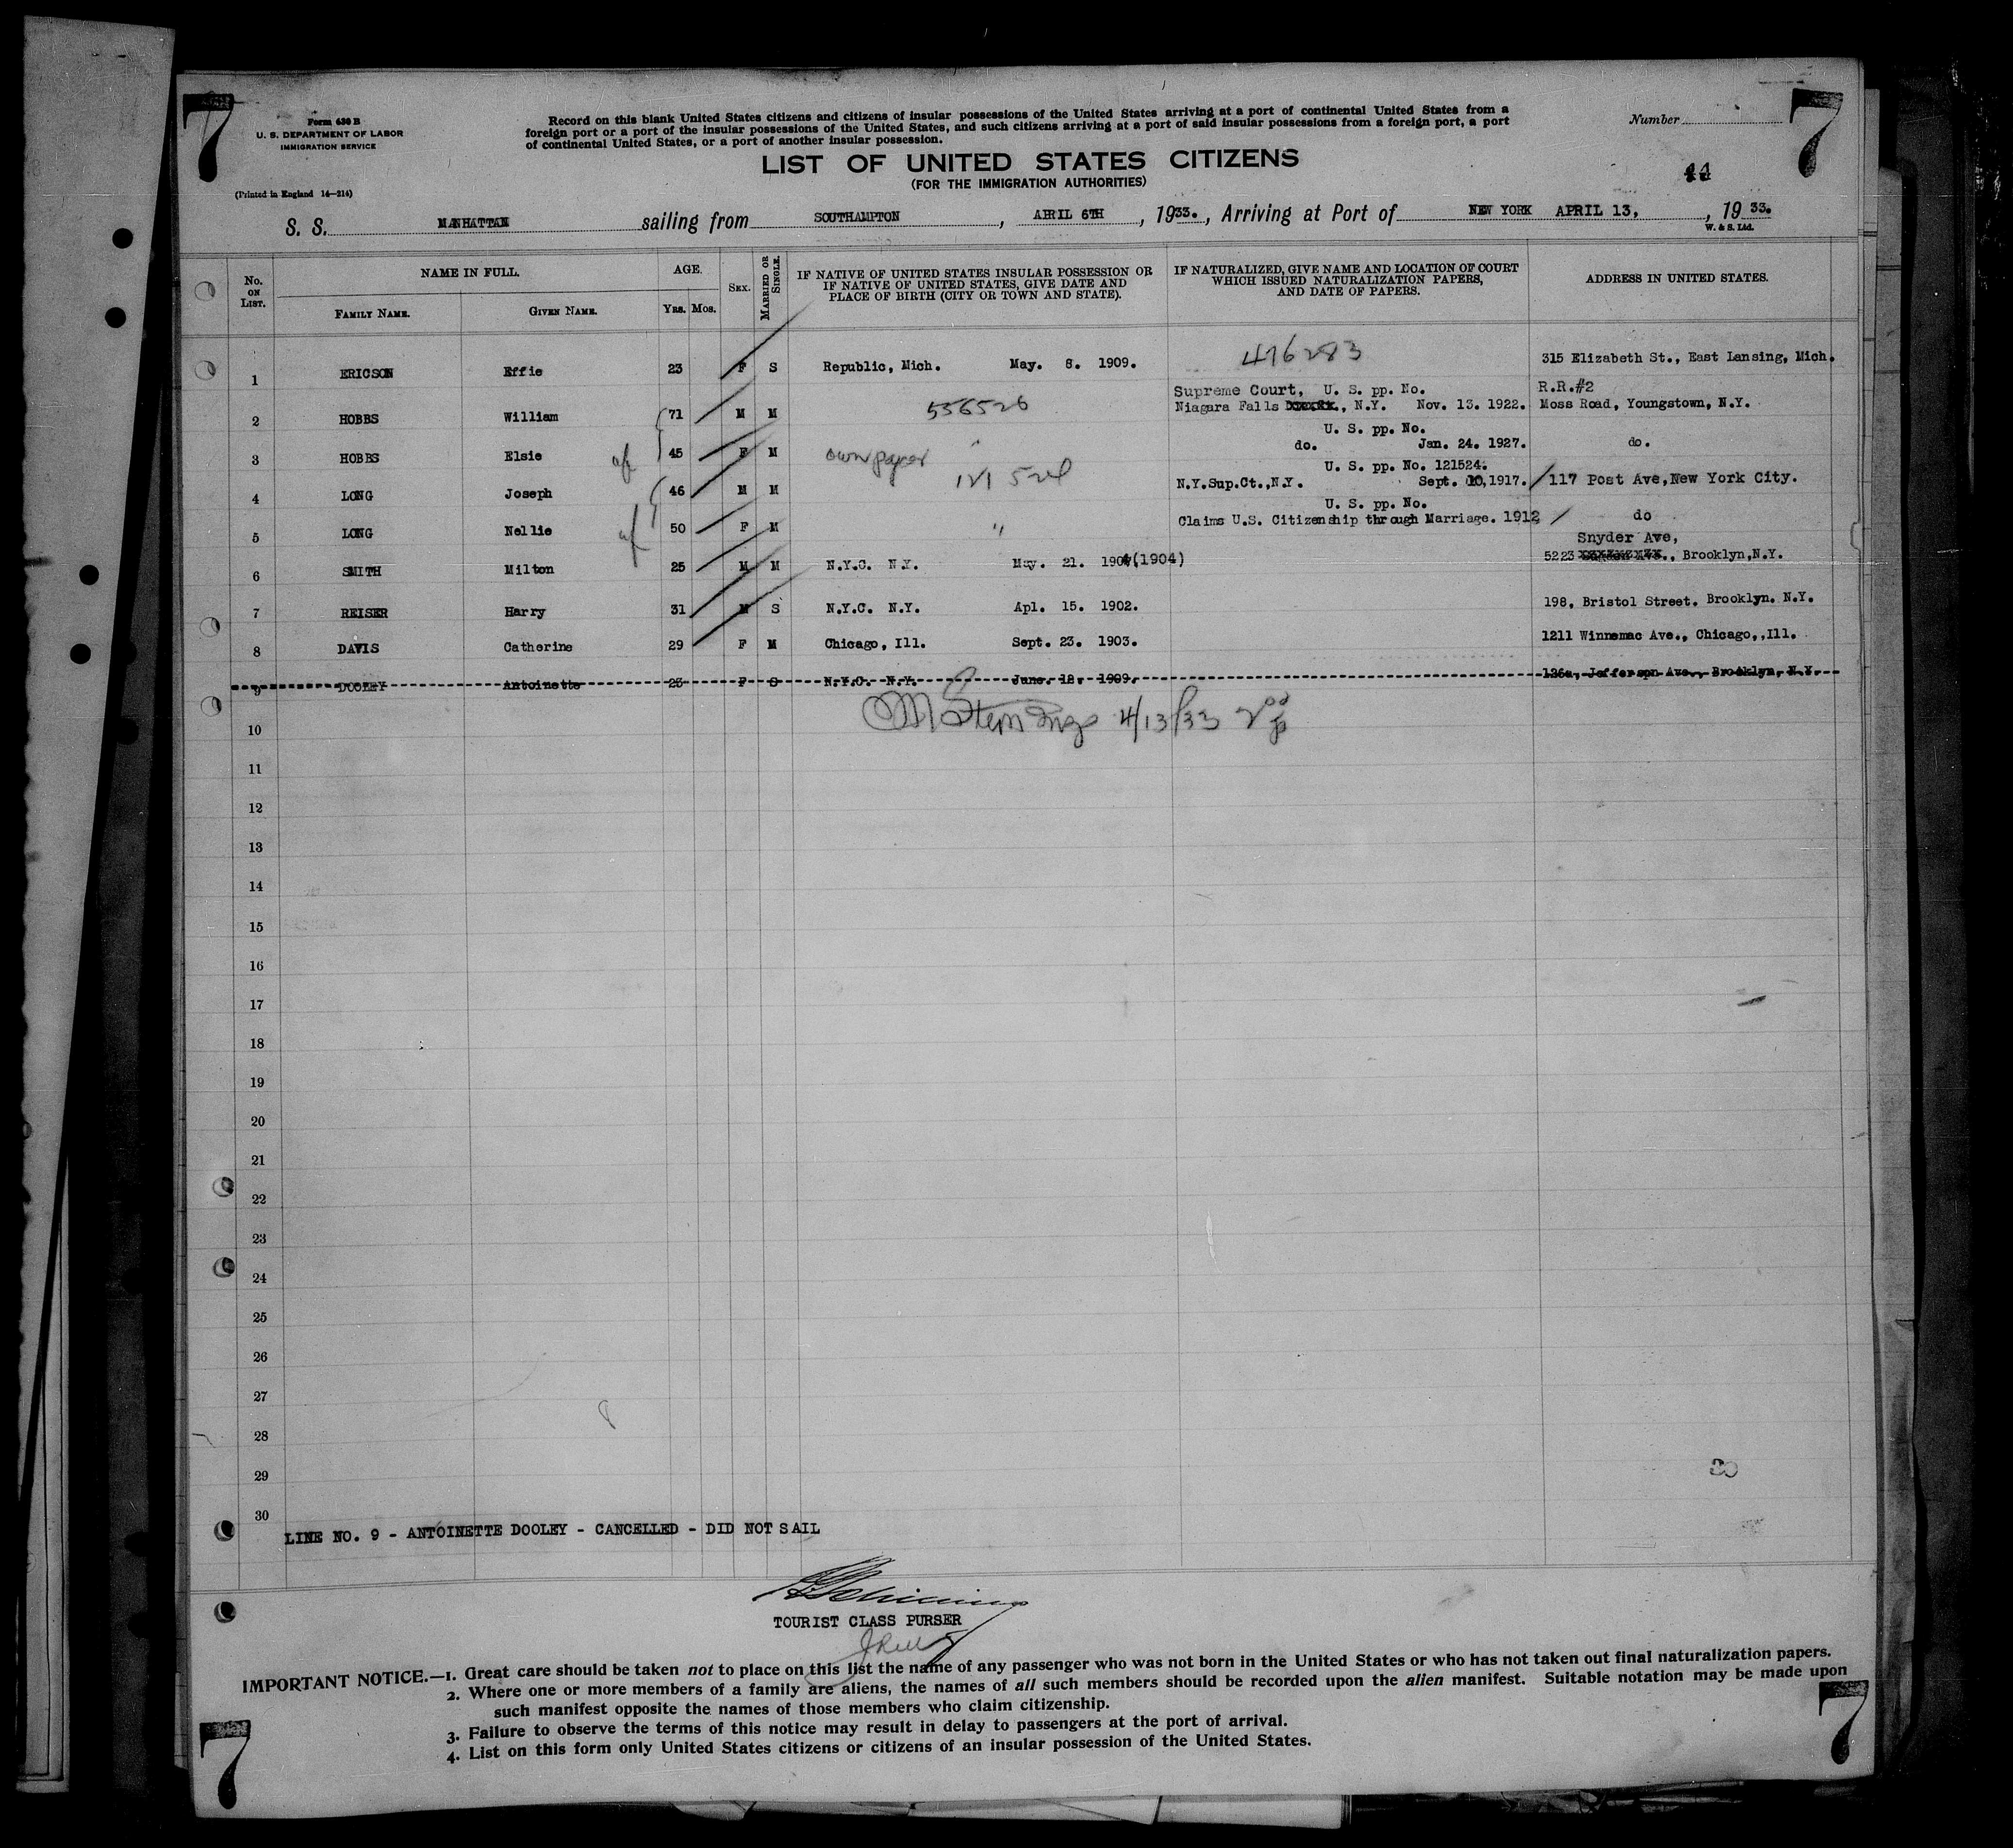 7
7
Form 630 B
U. S. DEPARTMENT OF LABOR
IMMIGRATION SERVICE
(Printed in England 14—214)
Record on this blank United States citizens and citizens of insular possessions of the United States arriving at a port of continental United States from a
foreign port or a port of the insular possessions of the United States, and such citizens arriving at a port of said insular possessions from a foreign port, a port
of continental United States, or a port of another insular possession.
Number
LIST OF UNITED STATES CITIZENS
(FOR THE IMMIGRATION AUTHORITIES)
44
S. S. MANHATTAN sailing from SOUTHAMPTON, APRIL 6TH, 1933., Arriving at Port of NEW YORK APRIL 13, , 1933.
W. & S. Ltd.
No. ON LIST. NAME IN FULL. FAMILY NAME. GIVEN NAME. AGE. YRS. MOS. SEX. MARRIED OR SINGLE. IF NATIVE OF UNITED STATES INSULAR POSSESSION OR IF NATIVE OF UNITED STATES, GIVE DATE AND PLACE OF BIRTH (CITY OR TOWN AND STATE). IF NATURALIZED, GIVE NAME AND LOCATION OF COURT WHICH ISSUED NATURALIZATION PAPERS, AND DATE OF PAPERS. ADDRESS IN UNITED STATES.
1 ERICSON Effie 23 F S Republic, Mich. May. 8. 1909. 476283 315 Elizabeth St., East Lansing, Mich.
Supreme Court, U. S. pp. No. R.R.#2
2 HOBBS William 71 M M 556526 Niagara Falls , N.Y. Nov. 13. 1922. Moss Road, Youngstown, N.Y.
U. S. pp. No.
3 HOBBS Elsie 45 F M own paper do. Jan. 24. 1927. do.
U. S. pp. No. 121524.
4 LONG Joseph 46 M M 121524 N.Y.Sup.Ct.,N.Y. Sept. 10,1917. 117 Post Ave,New York City.
U. S. pp. No.
5 LONG Nellie 50 F M " Claims U.S. Citizenship through Marriage. 1912 do
Snyder Ave,
6 SMITH Milton 25 M M N.Y.C. N.Y. May. 21. 1907 (1904) 5223 , Brooklyn,N.Y.
7 REISER Harry 31 M S N.Y.C. N.Y. Apl. 15. 1902. 198, Bristol Street. Brooklyn. N.Y.
8 DAVIS Catherine 29 F M Chicago, Ill. Sept. 23. 1903. 1211 Winnemac Ave., Chicago,,Ill.
9 DOOLEY Antoinette 23 F S N.Y.C. N.Y. June. 12. 1909. 126a, Jefferson Ave., Brooklyn, N.Y.
4/13/33
10
11
12
13
14
15
16
17
18
19
20
21
22
23
24
25
26
27
28
29
30
LINE NO. 9 - ANTOINETTE DOOLEY - CANCELLED - DID NOT SAIL
TOURIST CLASS PURSER
IMPORTANT NOTICE.—1. Great care should be taken not to place on this list the name of any passenger who was not born in the United States or who has not taken out final naturalization papers.
2. Where one or more members of a family are aliens, the names of all such members should be recorded upon the alien manifest. Suitable notation may be made upon
such manifest opposite the names of those members who claim citizenship.
3. Failure to observe the terms of this notice may result in delay to passengers at the port of arrival.
4. List on this form only United States citizens or citizens of an insular possession of the United States.
7
7